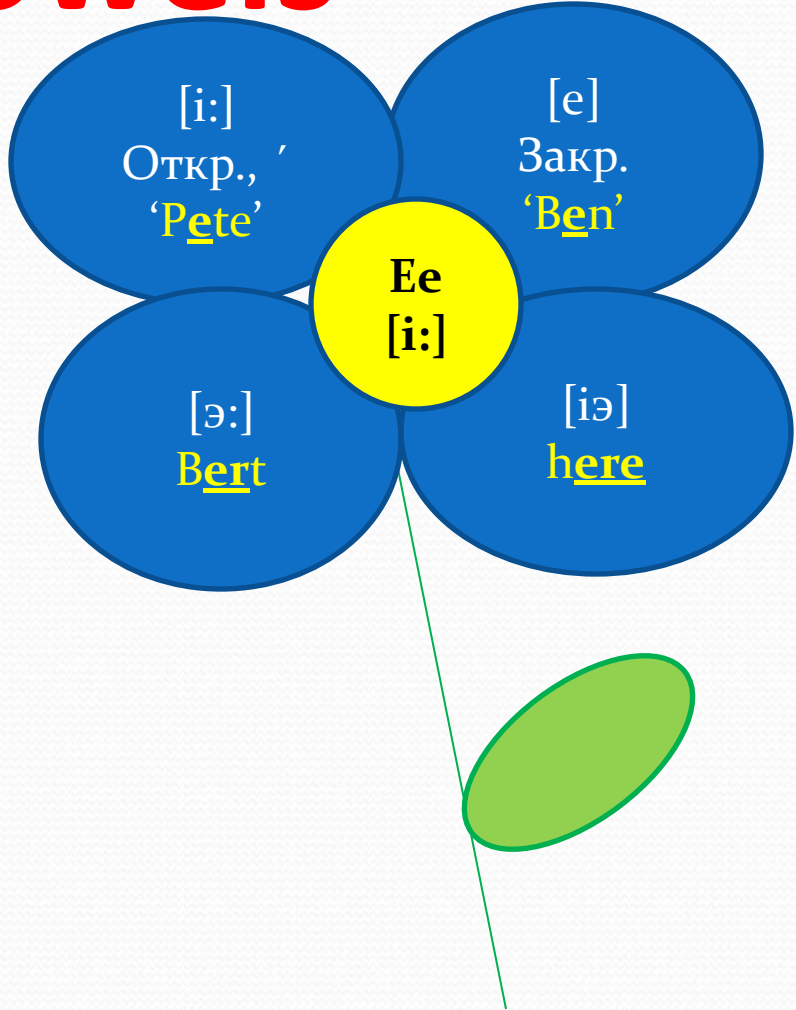 [i:]
Откр., ′
‘Pete’
[e]
Закр.
‘Ben’
Ee
[i:]
[э:]
Bert
[iэ]
here